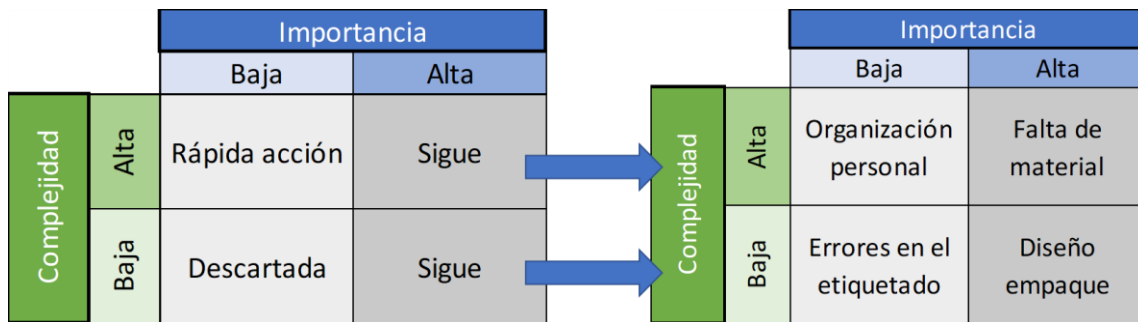 Importancia
Baja
Alta
Complejidad
Alta
Rápida acción
Sigue
Baja
Descartada
Sigue
Importancia
Baja
Alta
Complejidad
Alta
Organización
personal
Falta de
material
Baja
Errores en el
etiquetado
Diseño
empaque